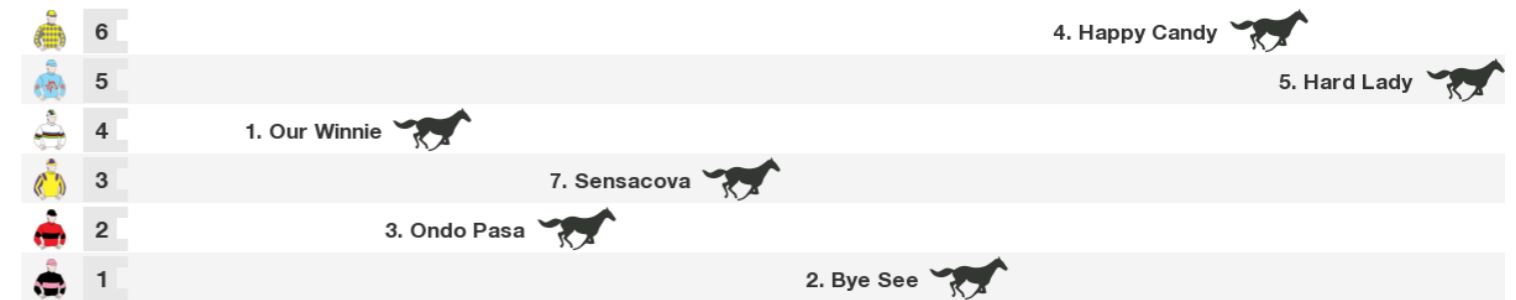 6 4. Happy Candy
5 5. Hard Lady
4 1. Our Winnie
3 7. Sensacova
2 3. Ondo Pasa
1 2. Bye See